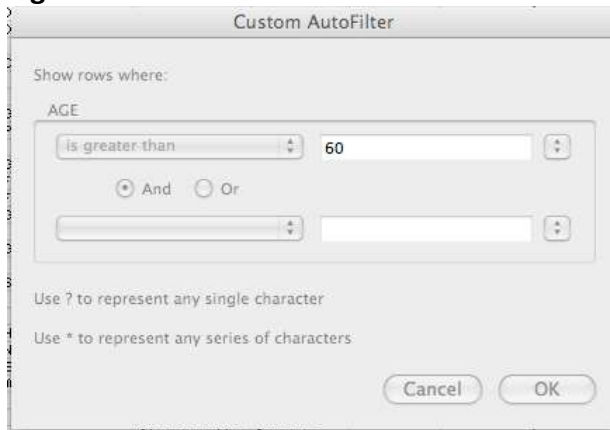 Custom AutoFilter
Show rows where:
AGE
is greater than
60
And Or
Use ? to represent any single character
Use * to represent any series of characters
Cancel OK